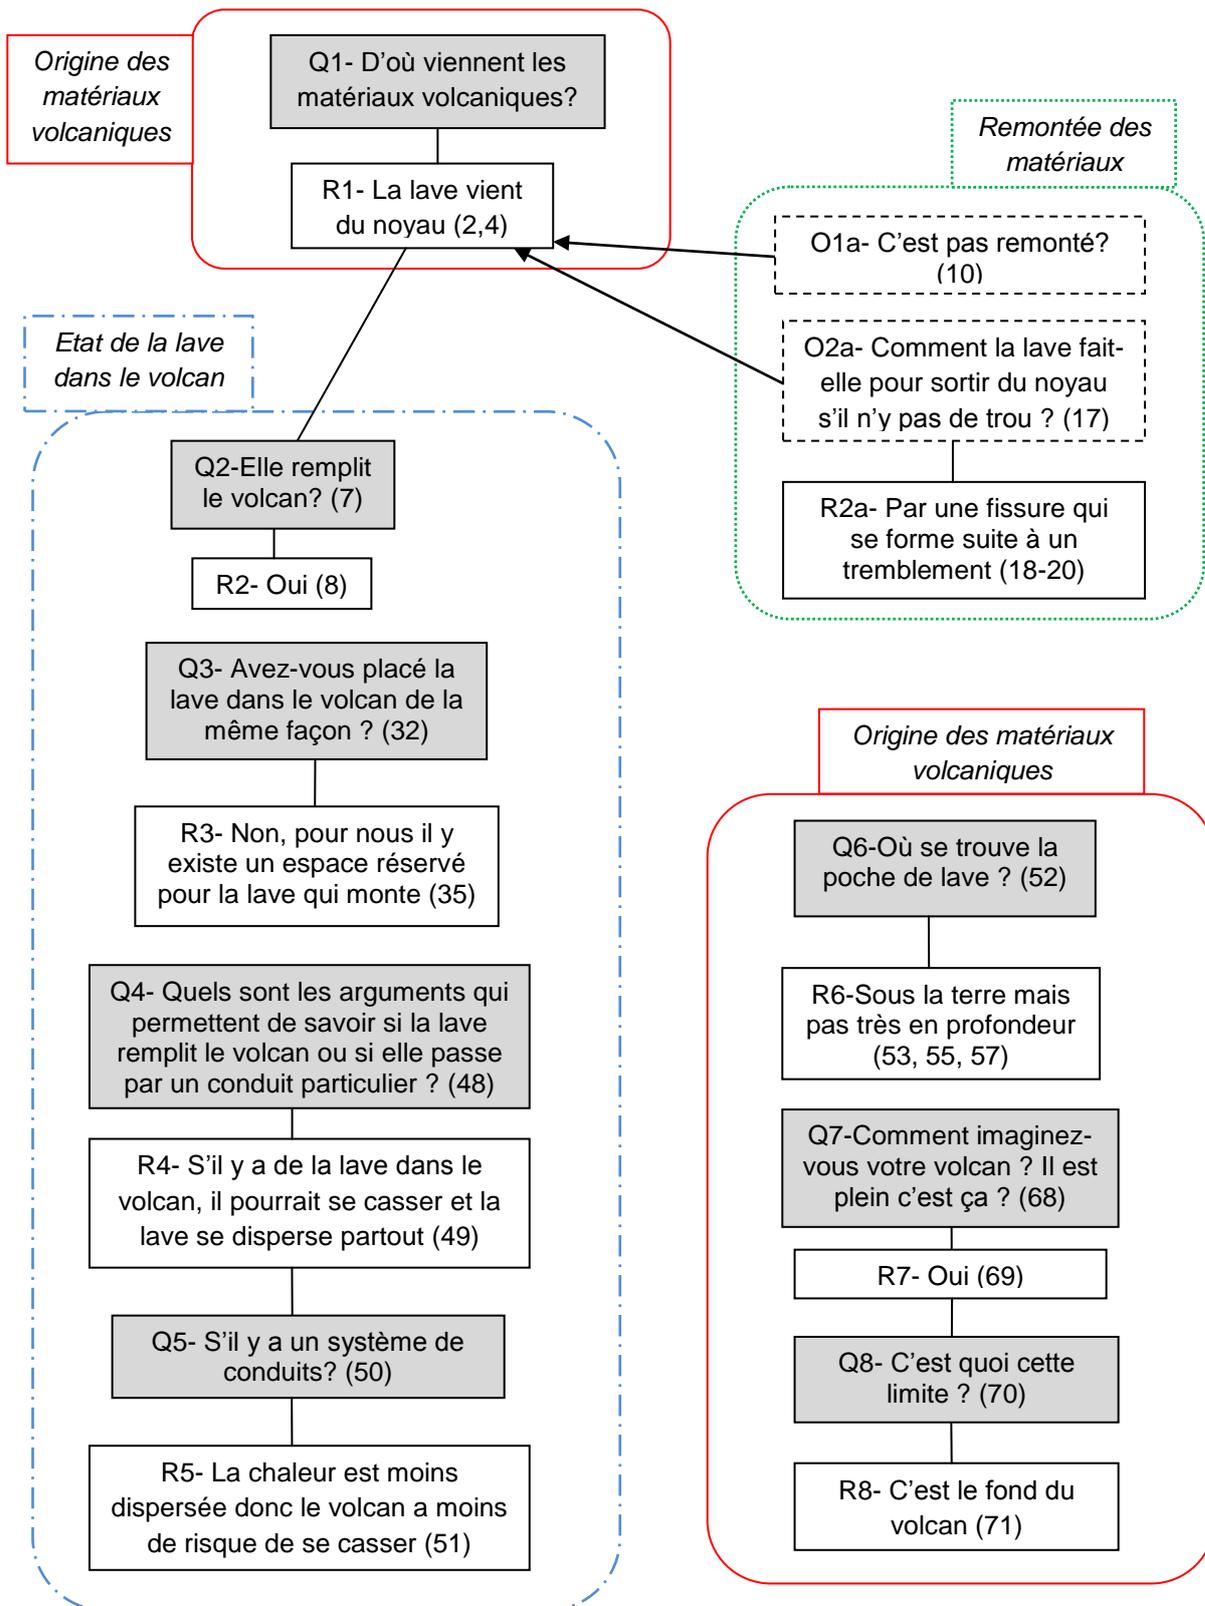 Origine des
matériaux
volcaniques
Q1- D'où viennent les
matériaux volcaniques?
R1- La lave vient
du noyau (2,4)
Remontée des
matériaux
O1a- C'est pas remonté?
(10)
O2a- Comment la lave fait-
elle pour sortir du noyau
s'il n'y pas de trou ? (17)
R2a- Par une fissure qui
se forme suite à un
tremblement (18-20)
Etat de la lave
dans le volcan
Q2-Elle remplit
le volcan? (7)
R2- Oui (8)
Q3- Avez-vous placé la
lave dans le volcan de la
même façon ? (32)
R3- Non, pour nous il y
existe un espace réservé
pour la lave qui monte (35)
Q4- Quels sont les arguments qui
permettent de savoir si la lave
remplit le volcan ou si elle passe
par un conduit particulier ? (48)
R4- S'il y a de la lave dans le
volcan, il pourrait se casser et la
lave se disperse partout (49)
Q5- S'il y a un système de
conduits? (50)
R5- La chaleur est moins
dispersée donc le volcan a moins
de risque de se casser (51)
Origine des matériaux
volcaniques
Q6-Où se trouve la
poche de lave ? (52)
R6-Sous la terre mais
pas très en profondeur
(53, 55, 57)
Q7-Comment imaginez-
vous votre volcan ? Il est
plein c'est ça ? (68)
R7- Oui (69)
Q8- C'est quoi cette
limite ? (70)
R8- C'est le fond du
volcan (71)